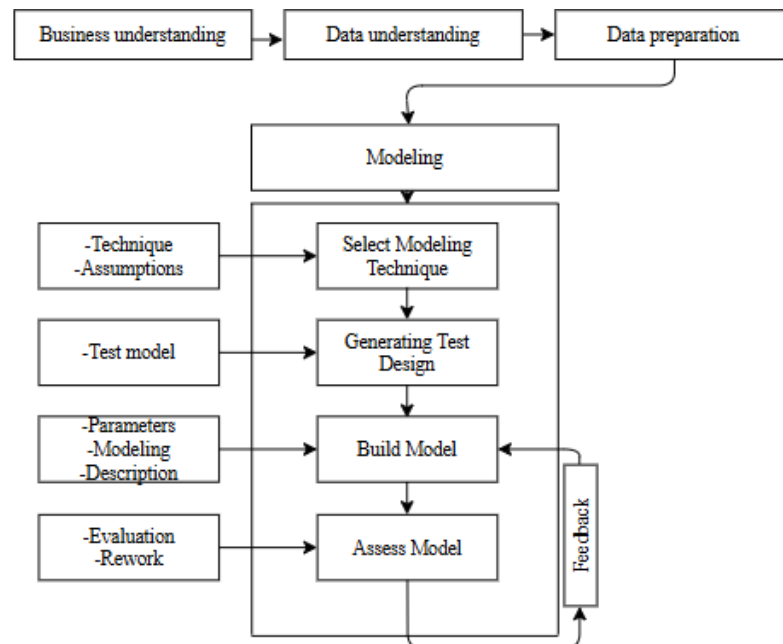 Business understanding
Data understanding
Data preparation
Modeling
-Technique
-Assumptions
Select Modeling
Technique
-Test model
Generating Test
Design
-Parameters
-Modeling
-Description
Build Model
-Evaluation
-Rework
Assess Model
Feedback